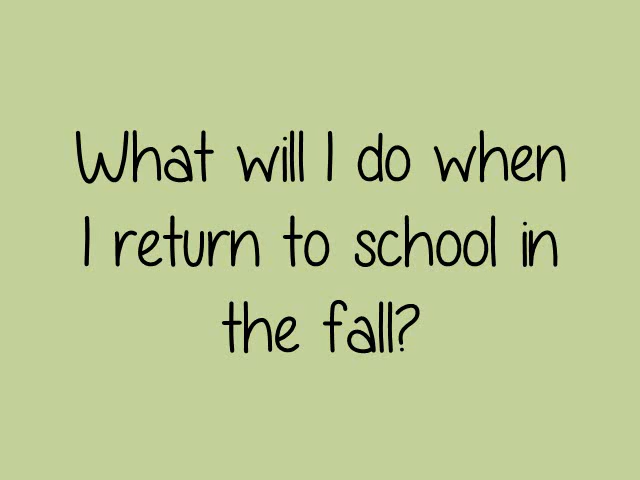 What will I do when
I return to school in
the fall?